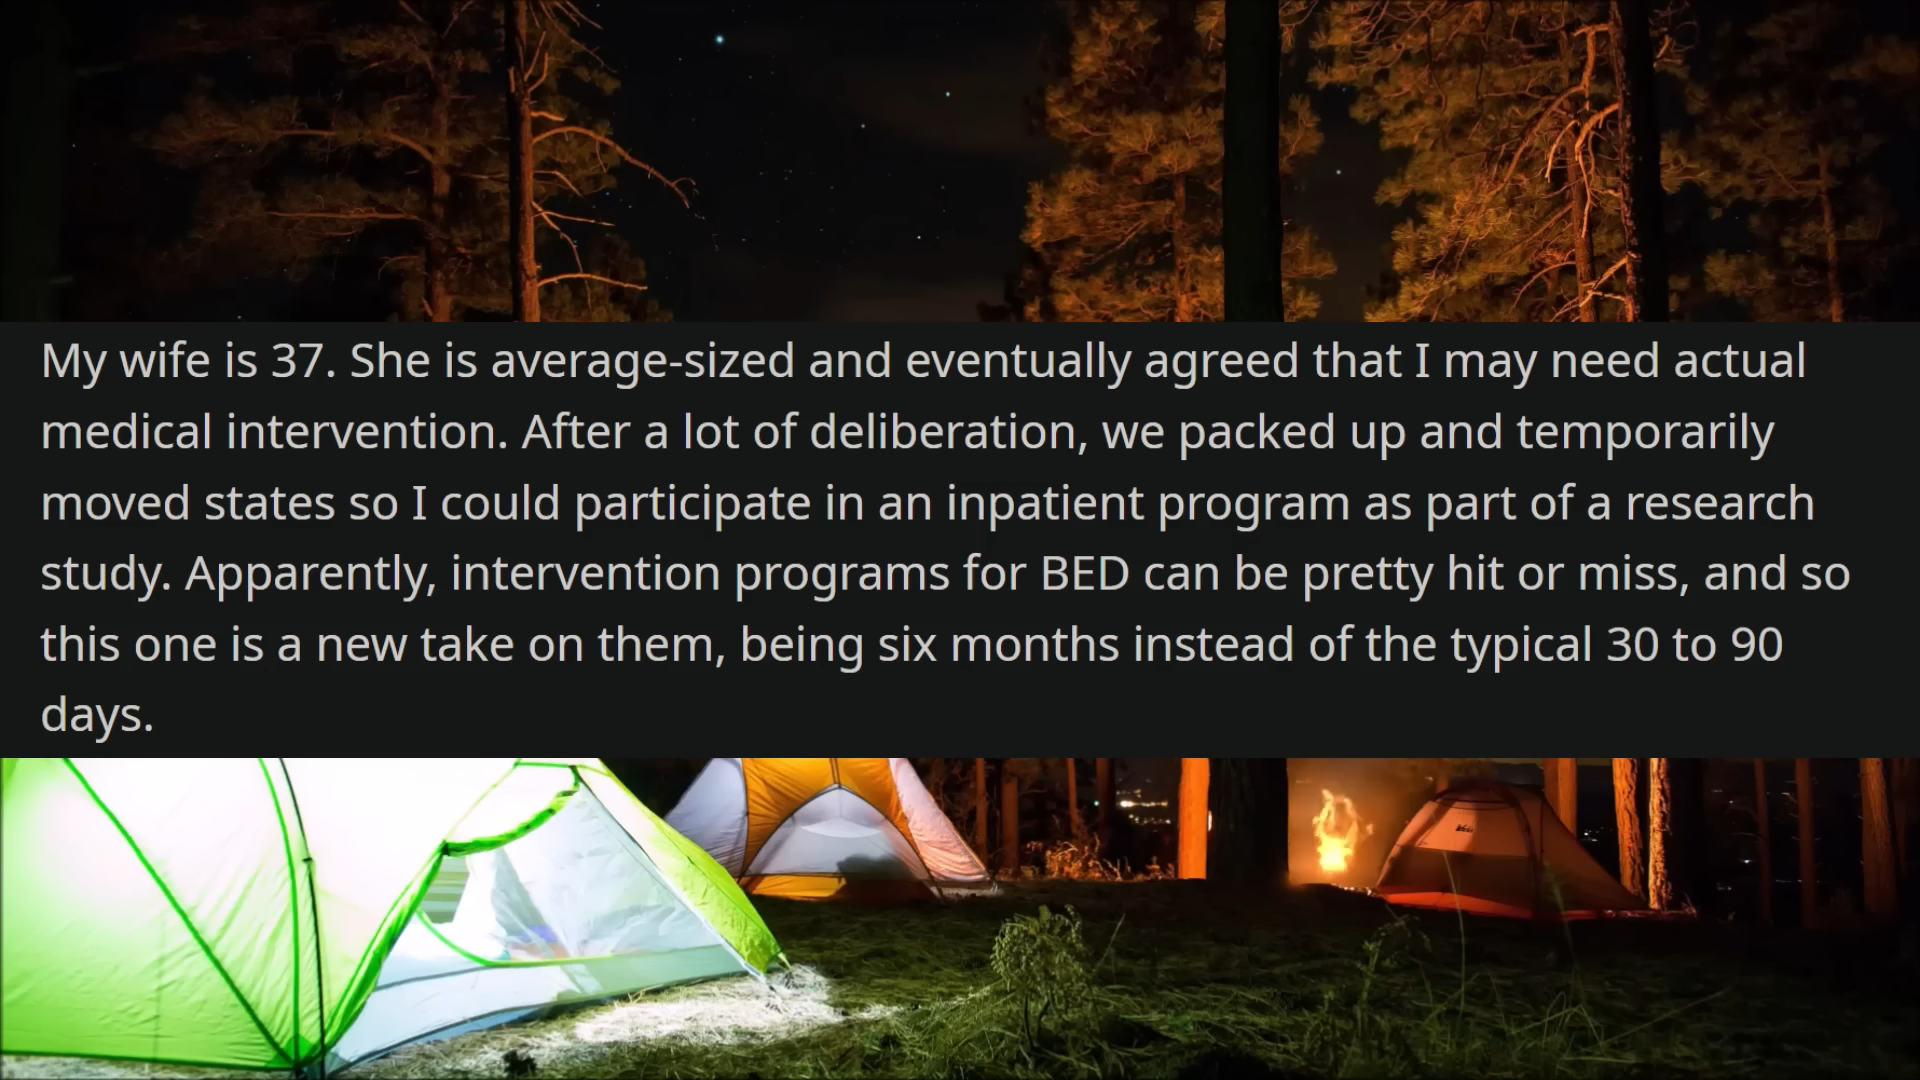 My wife is 37. She is average-sized and eventually agreed that I may need actual
medical intervention. After a lot of deliberation, we packed up and temporarily
moved states so I could participate in an inpatient program as part of a research
study. Apparently, intervention programs for BED can be pretty hit or miss, and so
this one is a new take on them, being six months instead of the typical 30 to 90
days.